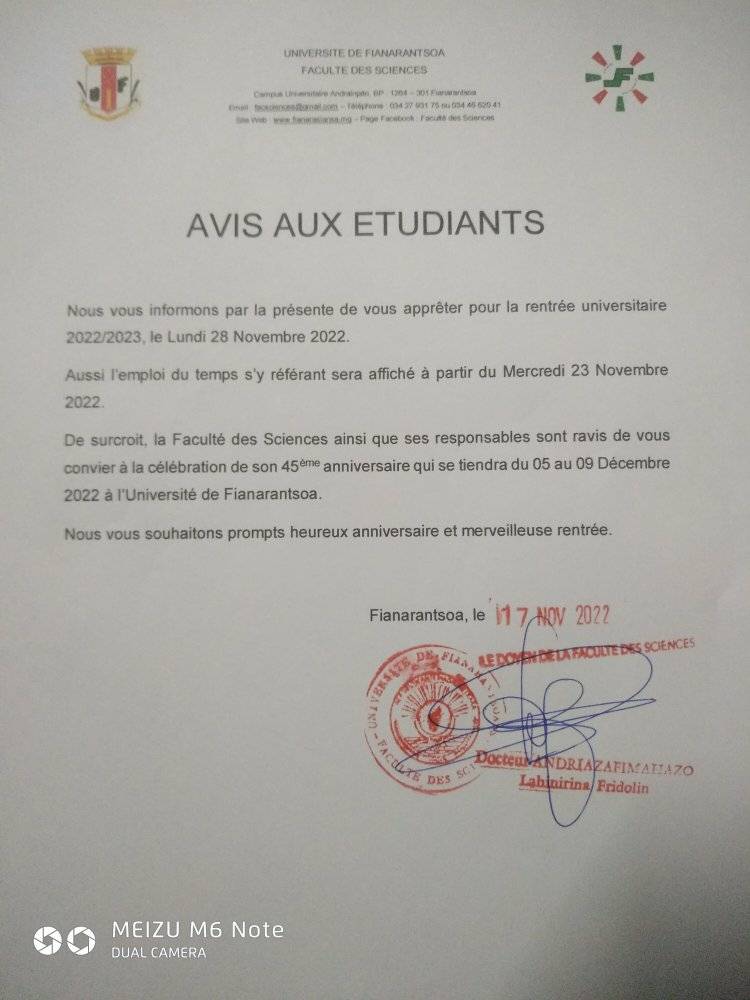 UNIVERSITE DE FIANARANTSOA
FACULTE DES SCIENCES
Campus Universitaire Andrainjato, BP : 1264 – 301 Fianarantsoa
Email : facsciences@gmail.com – Téléphone : 034 27 931 75 ou 034 46 620 41
Site Web : – Page Facebook : Faculté des Sciences
AVIS AUX ETUDIANTS
Nous vous informons par la présente de vous apprêter pour la rentrée universitaire
2022/2023, le Lundi 28 Novembre 2022.
Aussi l'emploi du temps s'y référant sera affiché à partir du Mercredi 23 Novembre
2022.
De surcroit, la Faculté des Sciences ainsi que ses responsables sont ravis de vous
convier à la célébration de son 45ème anniversaire qui se tiendra du 05 au 09 Décembre
2022 à l'Université de Fianarantsoa.
Nous vous souhaitons prompts heureux anniversaire et merveilleuse rentrée.
Fianarantsoa, le 17 NOV 2022
LE DOYEN DE LA FACULTE DES SCIENCES
UNIVERSITE DE FIANARANTSOA
FACULTE DES SCI
Docteur ANDRIAZAFIMAHAZO
Lahinirina Fridolin
MEIZU M6 Note
DUAL CAMERA